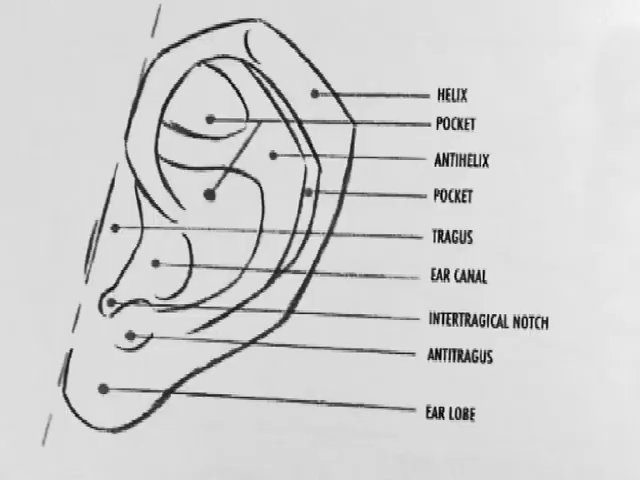 HELIX
POCKET
ANTIHELIX
POCKET
TRAGUS
EAR CANAL
INTERTRAGICAL NOTCH
ANTITRAGUS
EAR LOBE